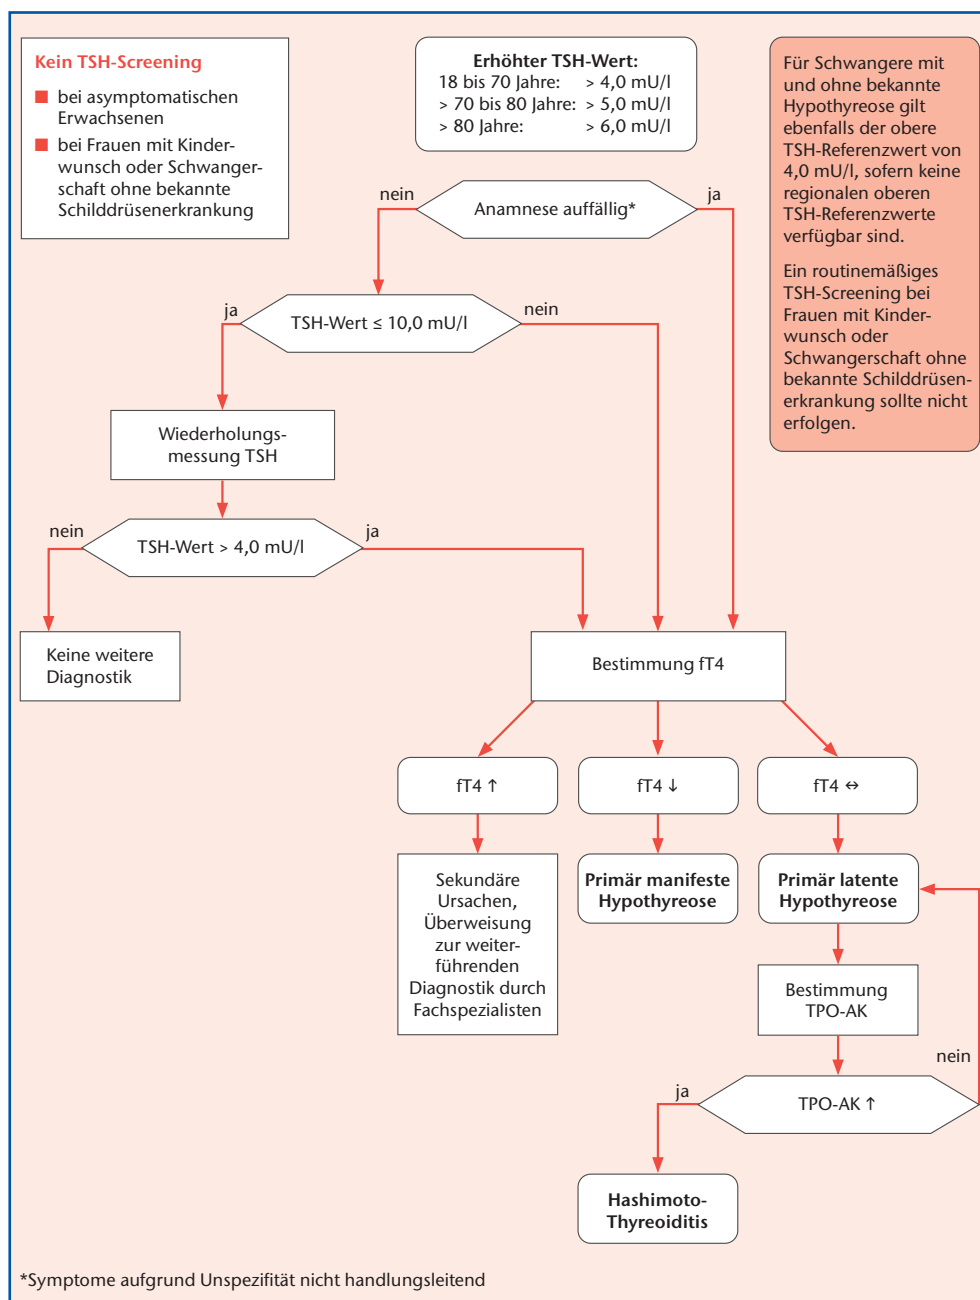 Kein TSH-Screening
bei asymptomatischen
Erwachsenen
bei Frauen mit Kinder-
wunsch oder Schwanger-
schaft ohne bekannte
Schilddrüsenerkrankung
Erhöhter TSH-Wert:
18 bis 70 Jahre: > 4,0 mU/l
> 70 bis 80 Jahre: > 5,0 mU/l
> 80 Jahre: > 6,0 mU/l
Für Schwangere mit
und ohne bekannte
Hypothyreose gilt
ebenfalls der obere
TSH-Referenzwert von
4,0 mU/l, sofern keine
regionalen oberen
TSH-Referenzwerte
verfügbar sind.
Ein routinemäßiges
TSH-Screening bei
Frauen mit Kinder-
wunsch oder
Schwangerschaft ohne
bekannte Schilddrüsen-
erkrankung sollte nicht
erfolgen.
nein
Anamnese auffällig*
ja
ja
TSH-Wert ≤ 10,0 mU/l
nein
Wiederholungs-
messung TSH
nein
TSH-Wert > 4,0 mU/l
ja
Keine weitere
Diagnostik
Bestimmung fT4
fT4 ↑
fT4 ↓
fT4 ↔
Sekundäre
Ursachen,
Überweisung
zur weiter-
führenden
Diagnostik durch
Fachspezialisten
Primär manifeste
Hypothyreose
Primär latente
Hypothyreose
Bestimmung
TPO-AK
nein
ja
TPO-AK ↑
Hashimoto-
Thyreoiditis
*Symptome aufgrund Unspezifität nicht handlungsleitend